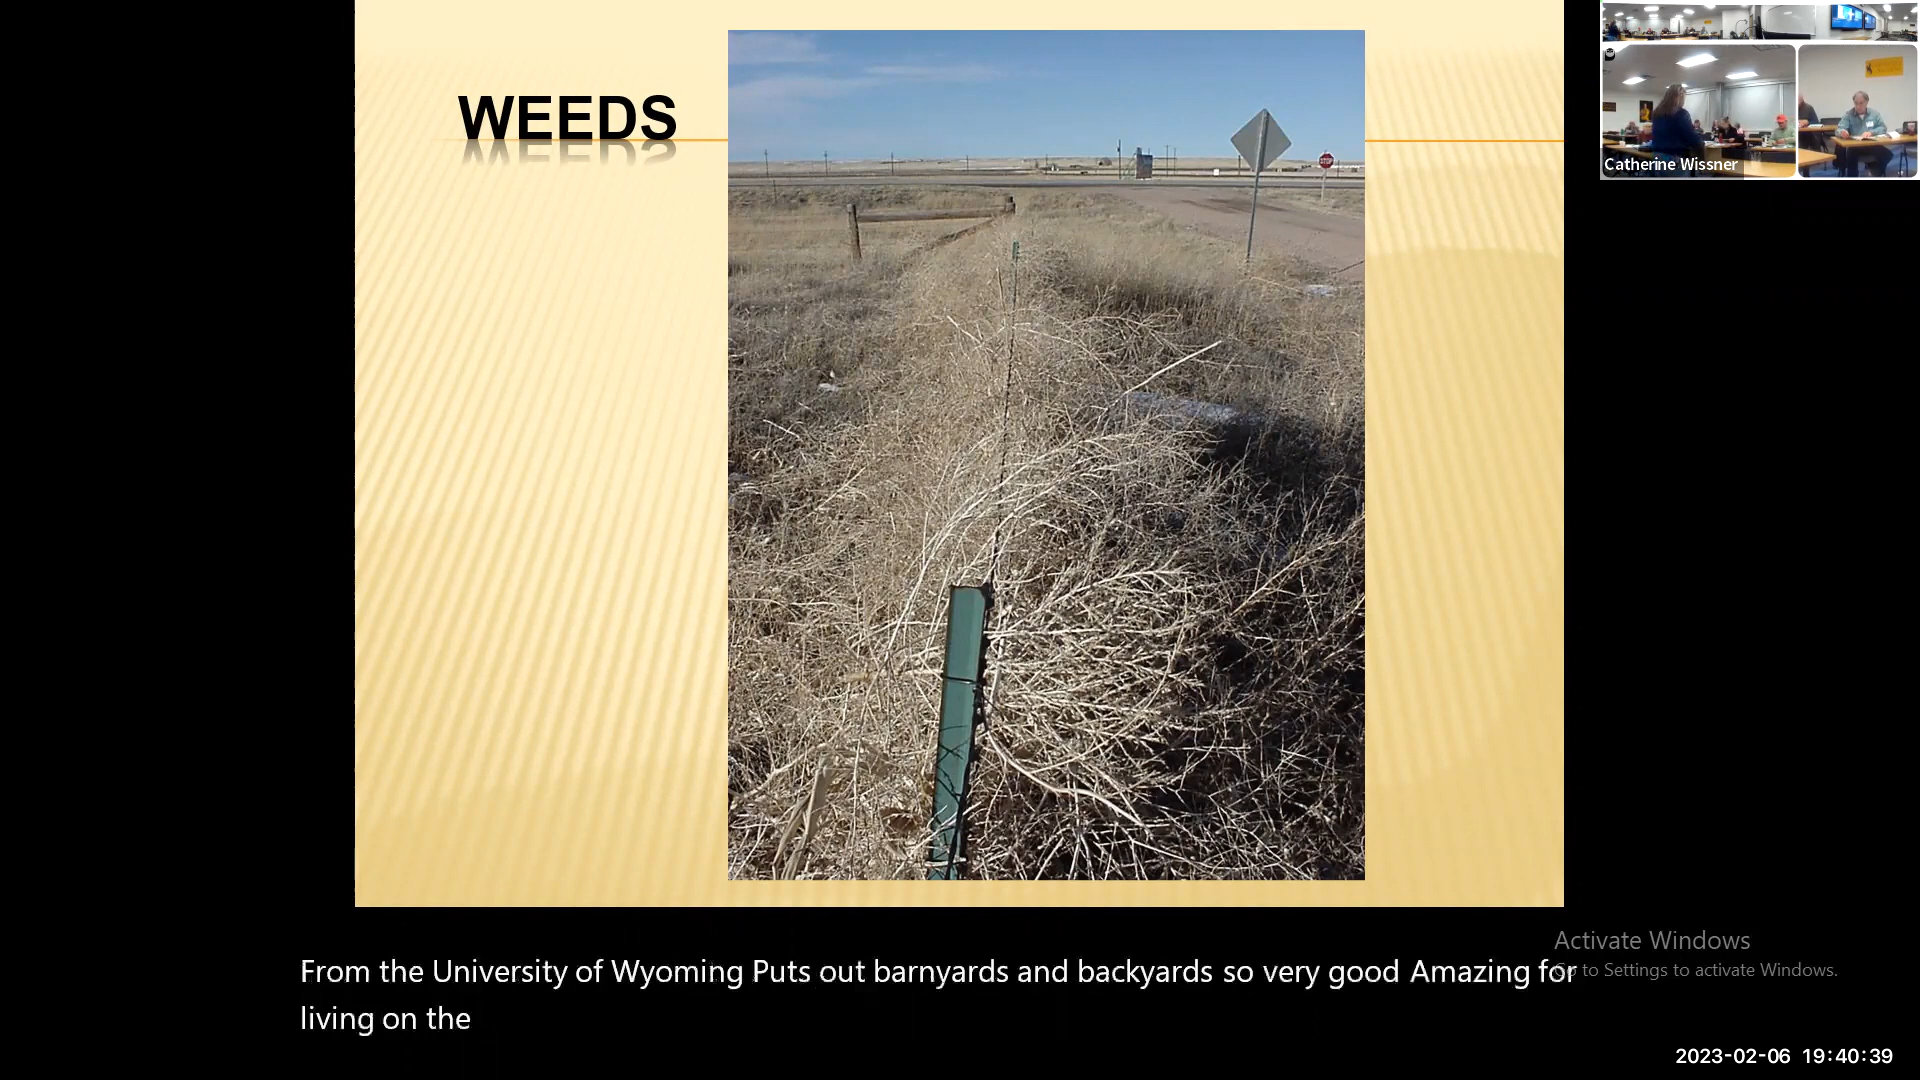 WEEDS
STOP
Catherine Wissner
Activate Windows
Go to Settings to activate Windows.
From the University of Wyoming Puts out barnyards and backyards so very good Amazing for
living on the
2023-02-06 19:40:39